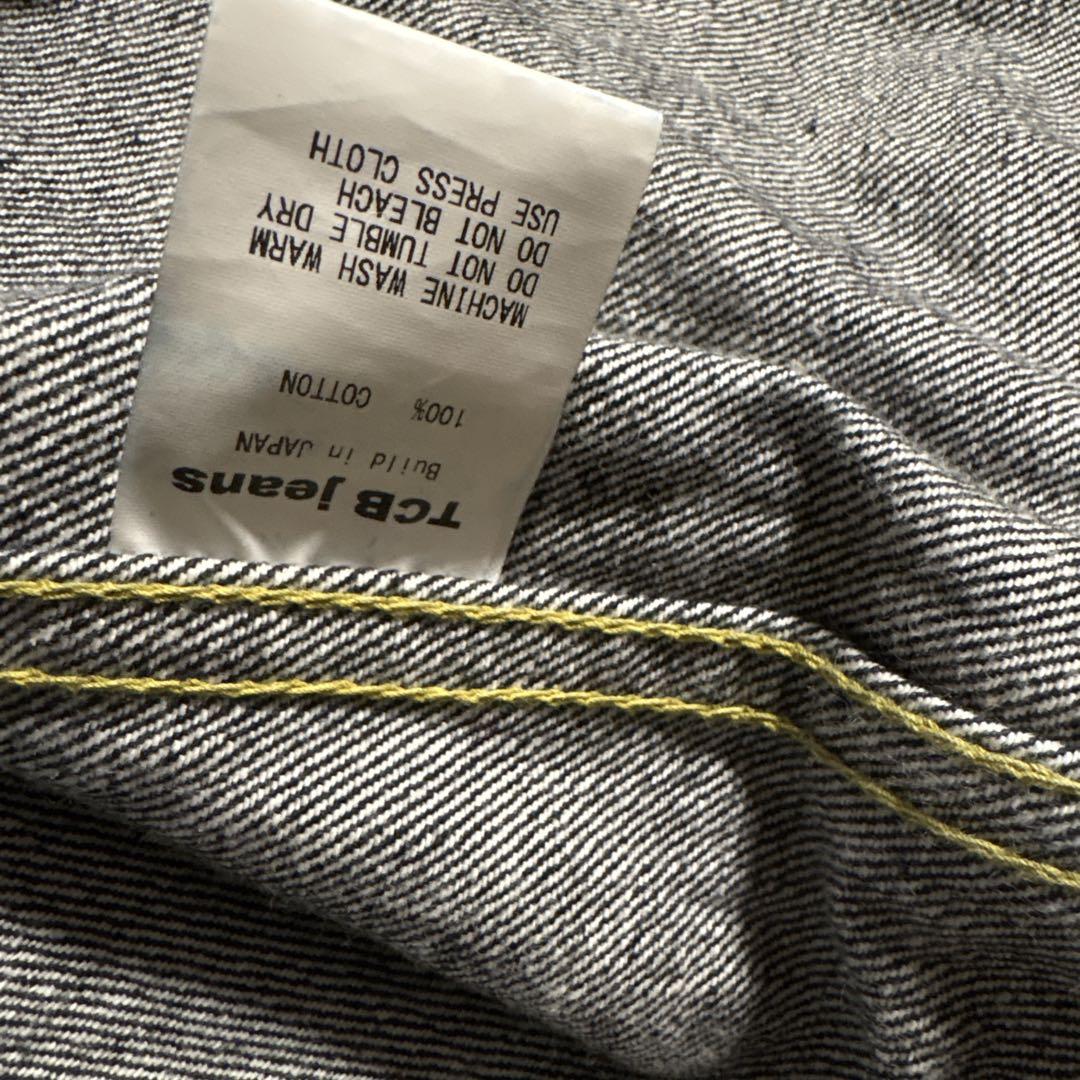 TCB jeans
Build in JAPAN
100% COTTON
MACHINE WASH WARM
DO NOT TUMBLE DRY
DO NOT BLEACH
USE PRESS CLOTH